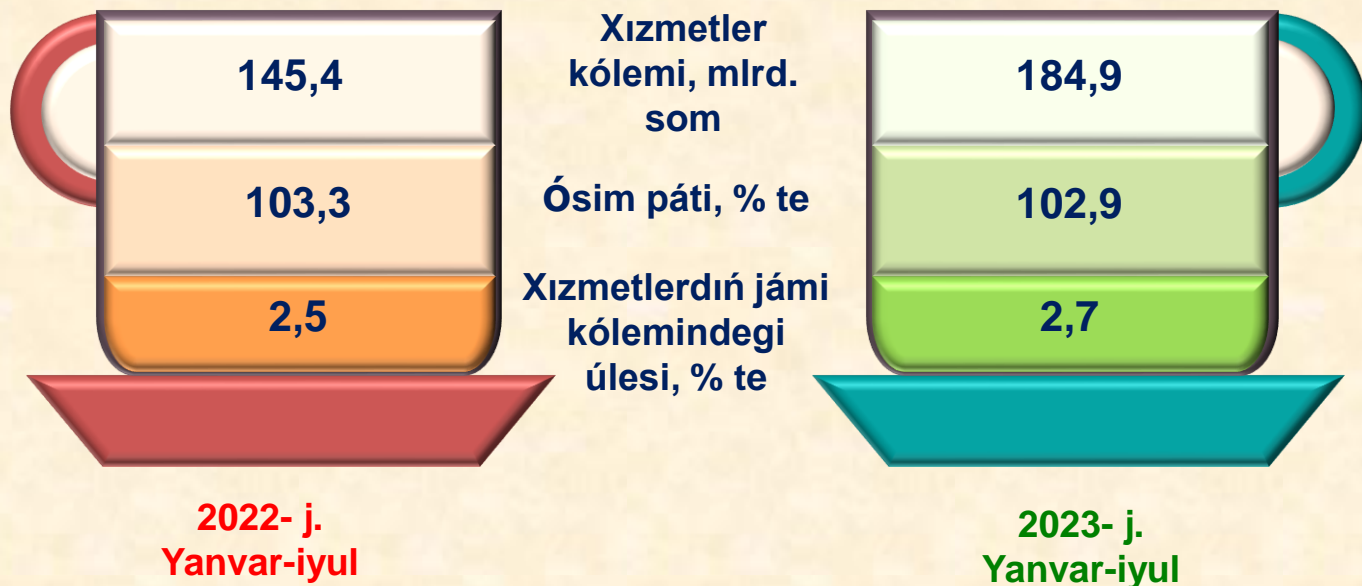 145,4
103,3
2,5
Xızmetler
kólemi, mlrd.
som
Ósim páti, % te
Xızmetlerdıń jámi
kólemindegi
úlesi, % te
184,9
102,9
2,7
2022- j.
Yanvar-iyul
2023- j.
Yanvar-iyul